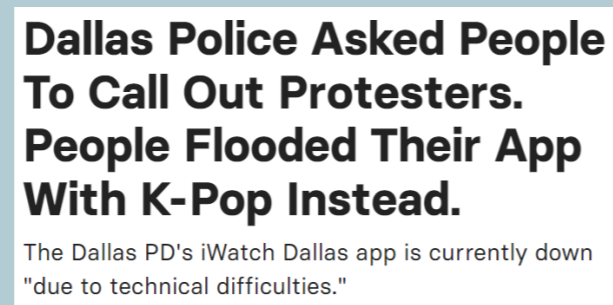 Dallas Police Asked People
To Call Out Protesters.
People Flooded Their App
With K-Pop Instead.
The Dallas PD's iWatch Dallas app is currently down
"due to technical difficulties."